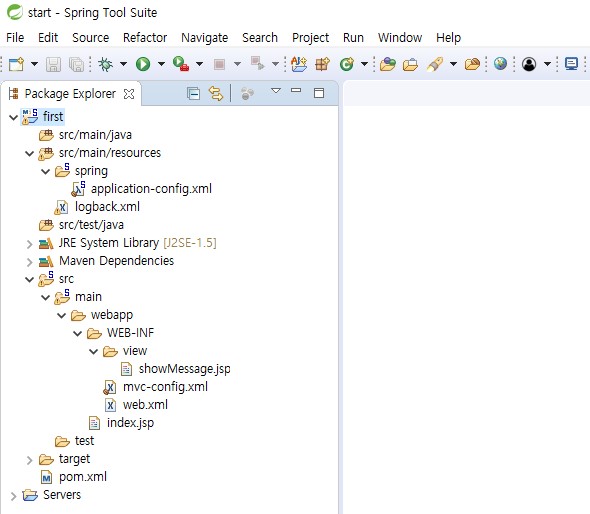 start - Spring Tool Suite
File Edit Source Refactor Navigate Search Project Run Window Help
Package Explorer
first
src/main/java
src/main/resources
spring
application-config.xml
logback.xml
src/test/java
JRE System Library [J2SE-1.5]
Maven Dependencies
src
main
webapp
WEB-INF
view
showMessage.jsp
mvc-config.xml
web.xml
index.jsp
test
target
pom.xml
Servers